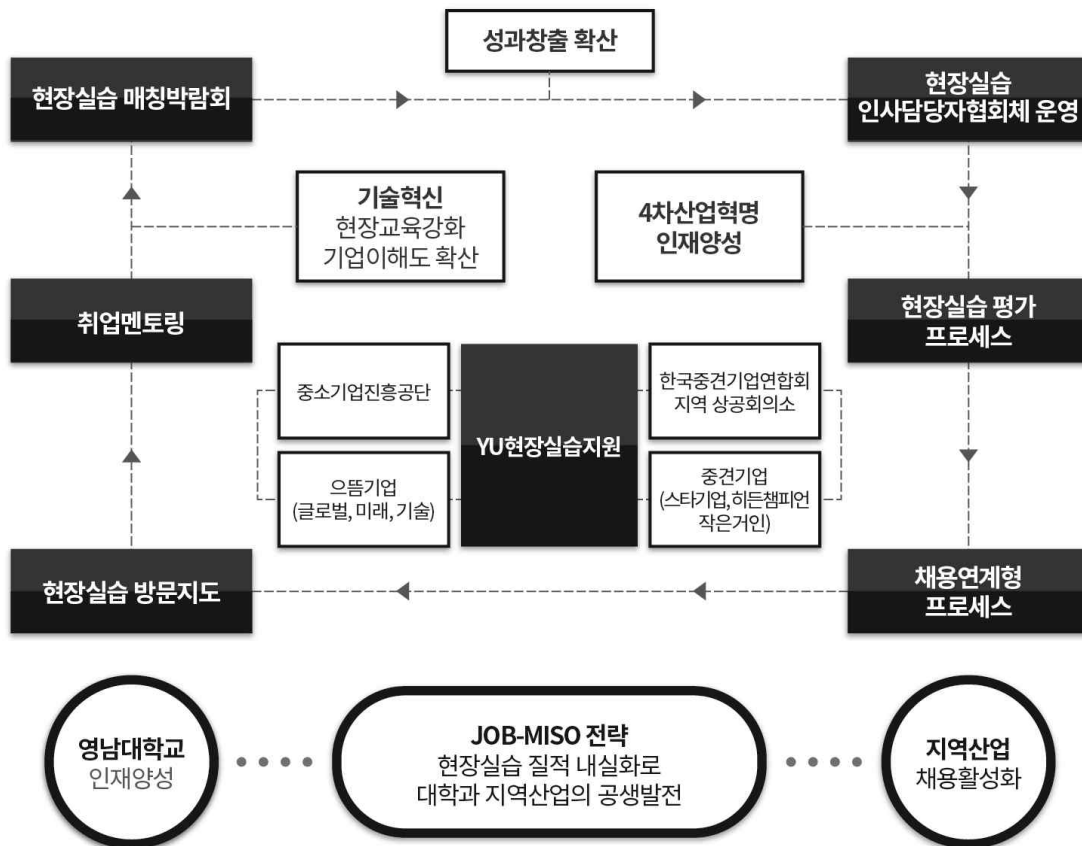 성과창출 확산
현장실습 매칭박람회
현장실습
인사담당자협회체 운영
기술혁신
현장교육강화
기업이해도 확산
4차산업혁명
인재양성
취업멘토링
현장실습 평가
프로세스
중소기업진흥공단
YU현장실습지원
한국중견기업연합회
지역 상공회의소
으뜸기업
(글로벌, 미래, 기술)
중견기업
(스타기업, 히든챔피언
작은거인)
현장실습 방문지도
채용연계형
프로세스
영남대학교
인재양성
JOB-MISO 전략
현장실습 질적 내실화로
대학과 지역산업의 공생발전
지역산업
채용활성화